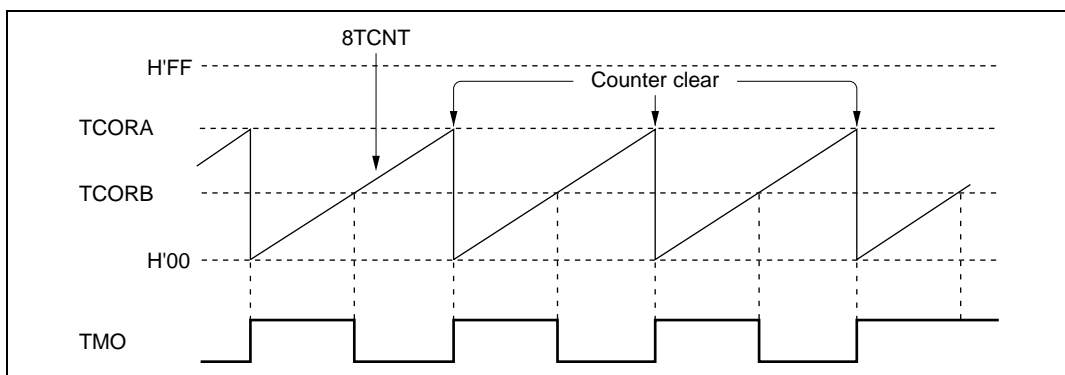 8TCNT
H'FF
Counter clear
TCORA
TCORB
H'00
TMO